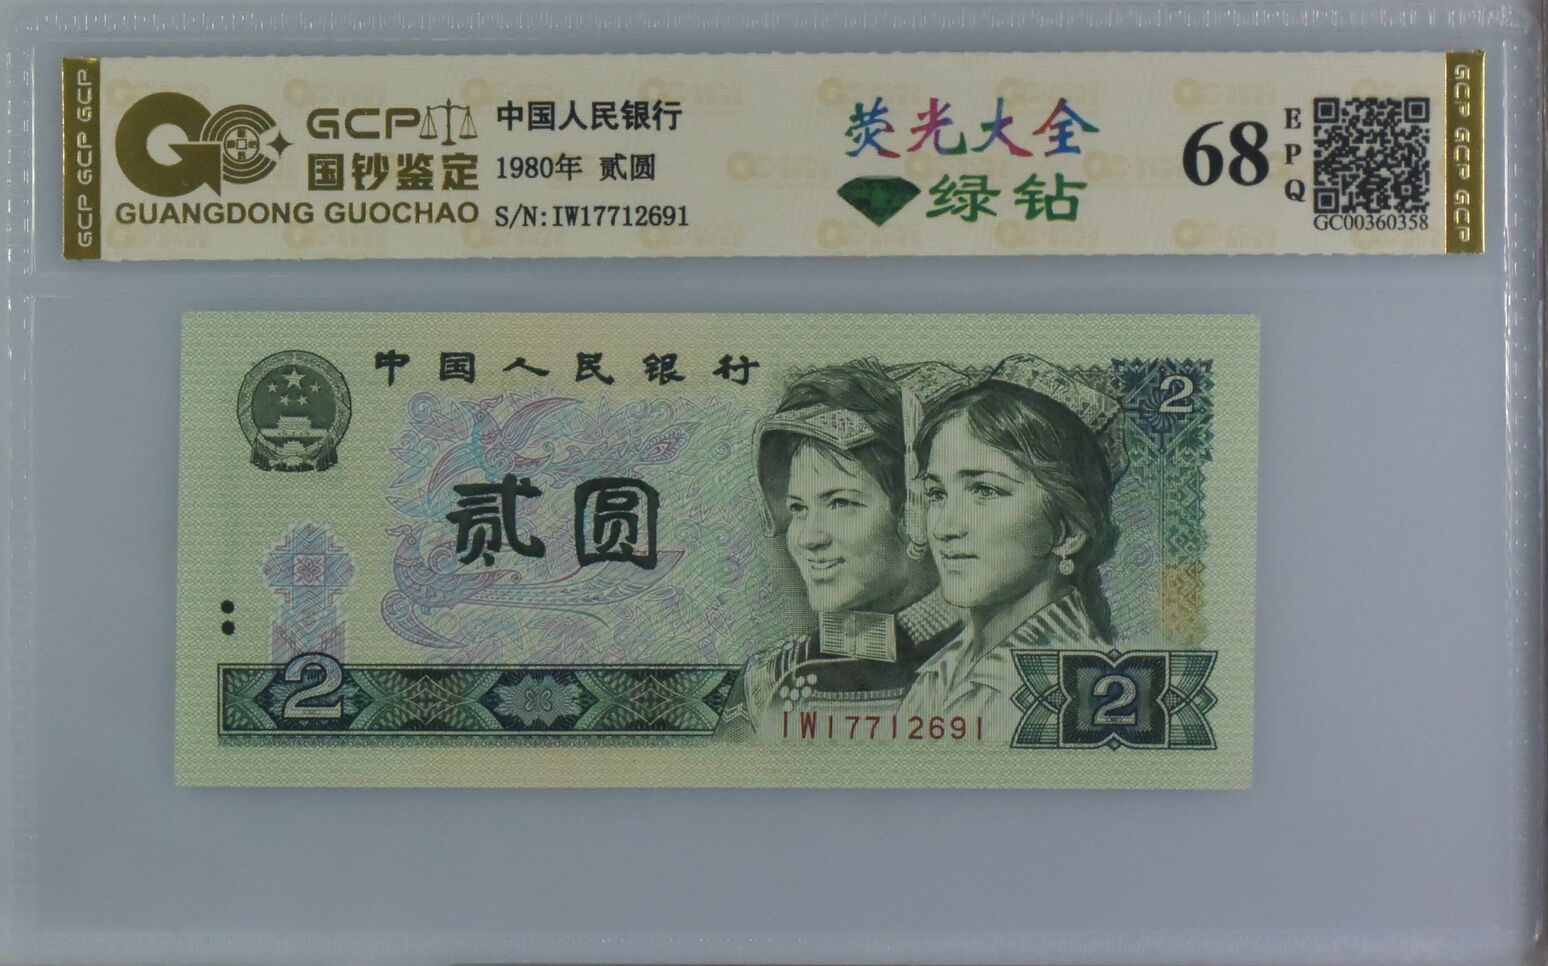 GCP GCP GCP
GCP
国钞鉴定
GUANGDONG GUOCHAO
中国人民银行
1980年 贰圆
S/N:IW17712691
荧光大全
绿钻
68
EPQ
GC00360358
GCP GCP GCP
中国人民银行
2
贰圆
2
IW17712691
2